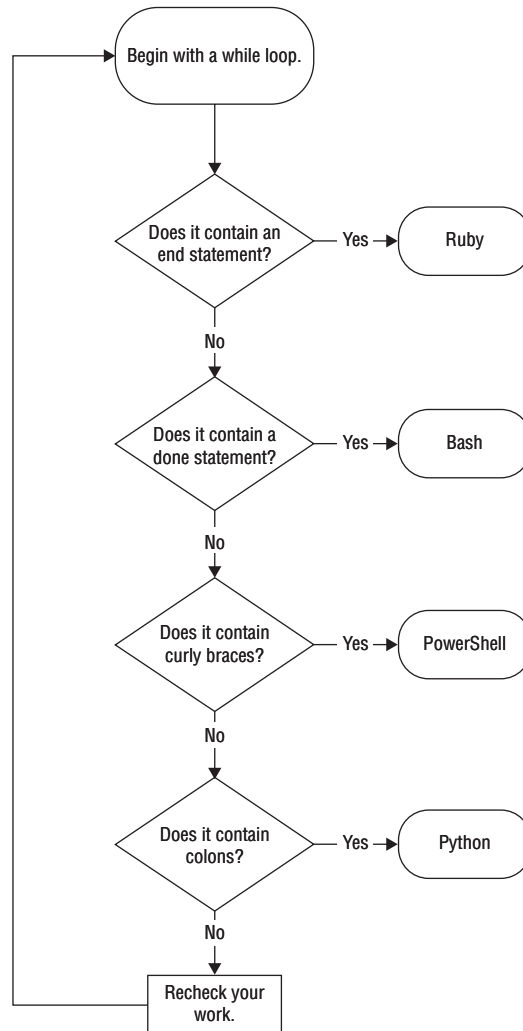 Begin with a while loop.
Does it contain an
end statement?
Yes
Ruby
No
Does it contain a
done statement?
Yes
Bash
No
Does it contain
curly braces?
Yes
PowerShell
No
Does it contain
colons?
Yes
Python
No
Recheck your
work.